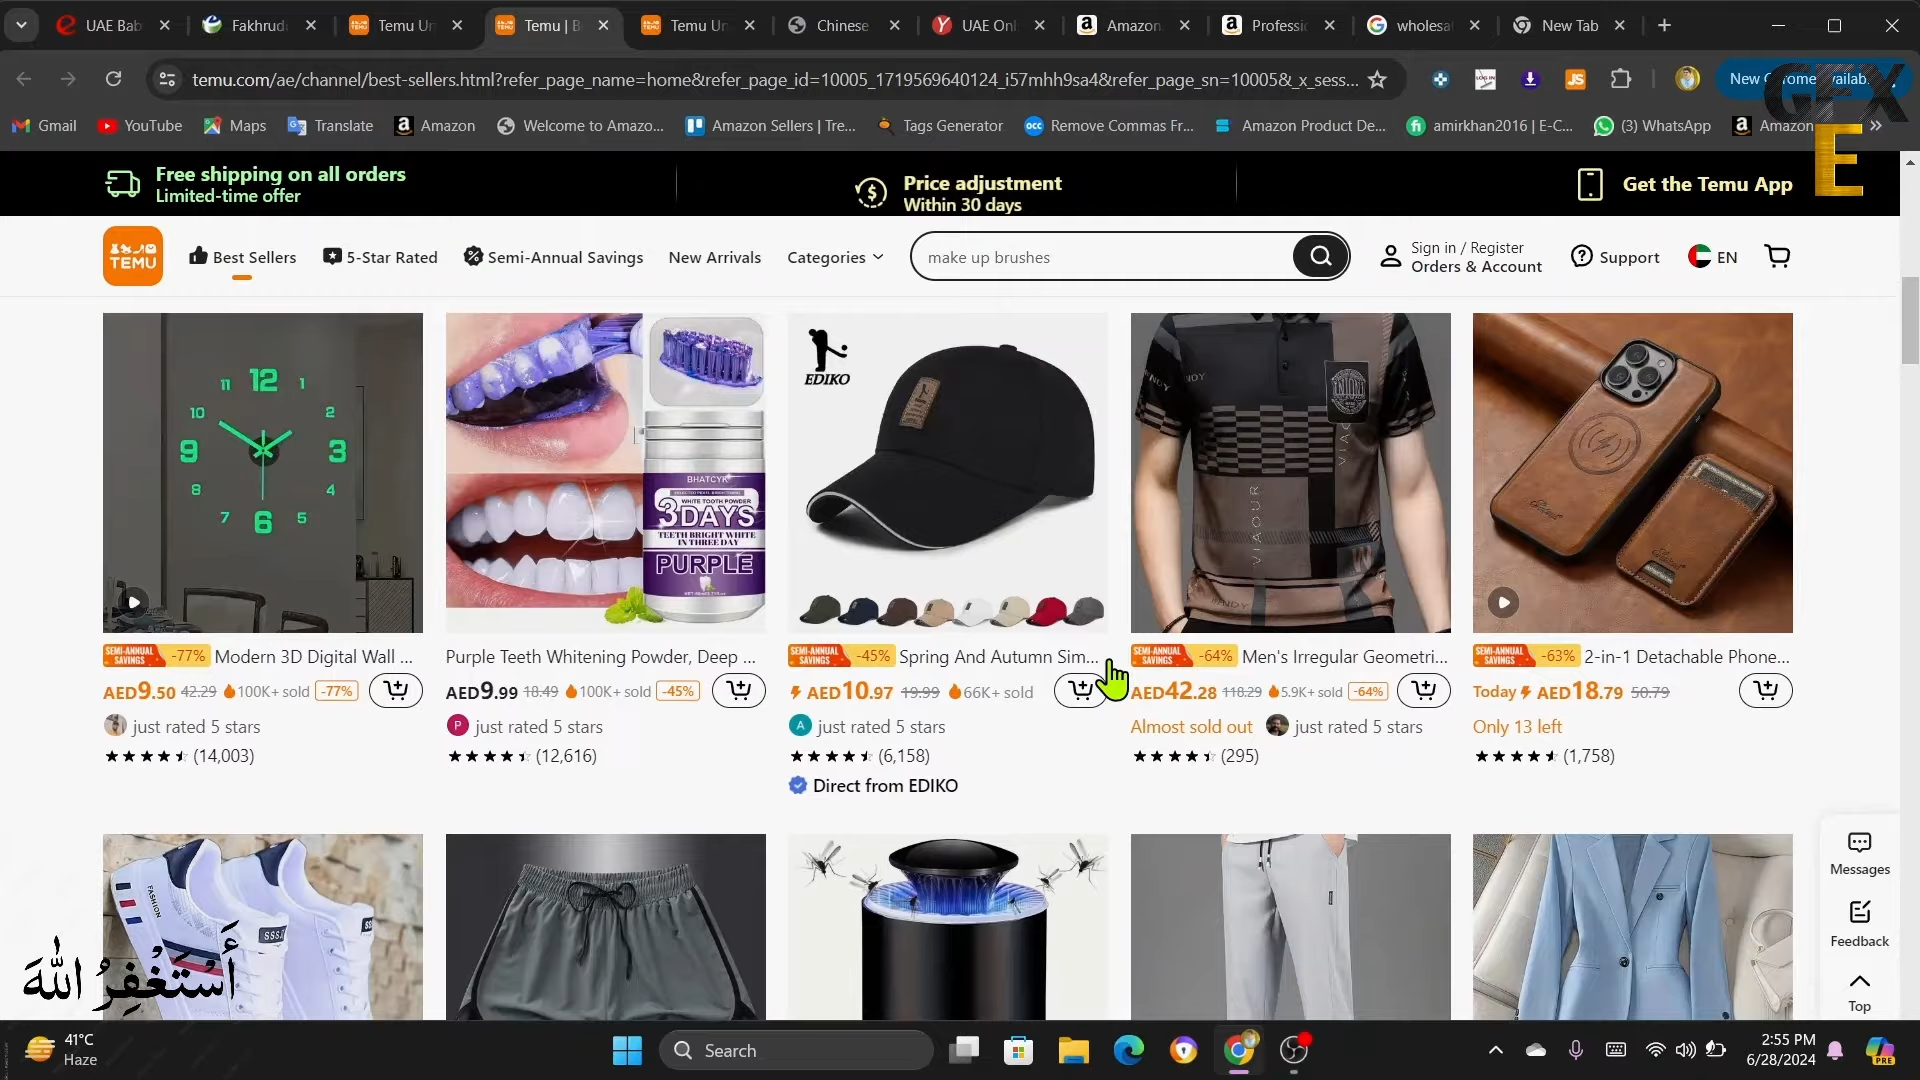 UAE Bab
Fakhrud
Temu Un
Temu | B
Temu Un
Chinese
UAE Onl
Amazon
Professio
wholesal
New Tab
temu.com/ae/channel/best-sellers.html?refer_page_name=home&refer_page_id=10005_1719569640124_i57mhh9sa4&refer_page_sn=10005&_x_sess...
New Chrome available
GFX
E
Gmail
YouTube
Maps
Translate
Amazon
Welcome to Amazo...
Amazon Sellers | Tre...
Tags Generator
Remove Commas Fr...
Amazon Product De...
amirkhan2016 | E-C...
(3) WhatsApp
Amazon
Free shipping on all orders
Limited-time offer
Price adjustment
Within 30 days
Get the Temu App
TEMU
Best Sellers
5-Star Rated
Semi-Annual Savings
New Arrivals
Categories
make up brushes
Sign in / Register
Orders & Account
Support
EN
12
1
2
3
4
5
6
7
8
9
10
11
BHATCYK
WHITE TOOTH POWDER
3DAYS
TEETH BRIGHT WHITE
IN THREE DAY
PURPLE
EDIKO
VIAOUR
SEMI-ANNUAL SAVINGS -77% Modern 3D Digital Wall ...
AED9.50 42.29 100K+ sold -77%
just rated 5 stars
(14,003)
Purple Teeth Whitening Powder, Deep ...
AED9.99 18.49 100K+ sold -45%
P just rated 5 stars
(12,616)
SEMI-ANNUAL SAVINGS -45% Spring And Autumn Sim...
AED10.97 19.99 66K+ sold
A just rated 5 stars
(6,158)
Direct from EDIKO
SEMI-ANNUAL SAVINGS -64% Men's Irregular Geometri...
AED42.28 118.29 5.9K+ sold -64%
Almost sold out just rated 5 stars
(295)
SEMI-ANNUAL SAVINGS -63% 2-in-1 Detachable Phone...
Today AED18.79 50.79
Only 13 left
(1,758)
FASHION
أَسْتَغْفِرُ اللهَ
Messages
Feedback
Top
41°C
Haze
Search
2:55 PM
6/28/2024
PRE